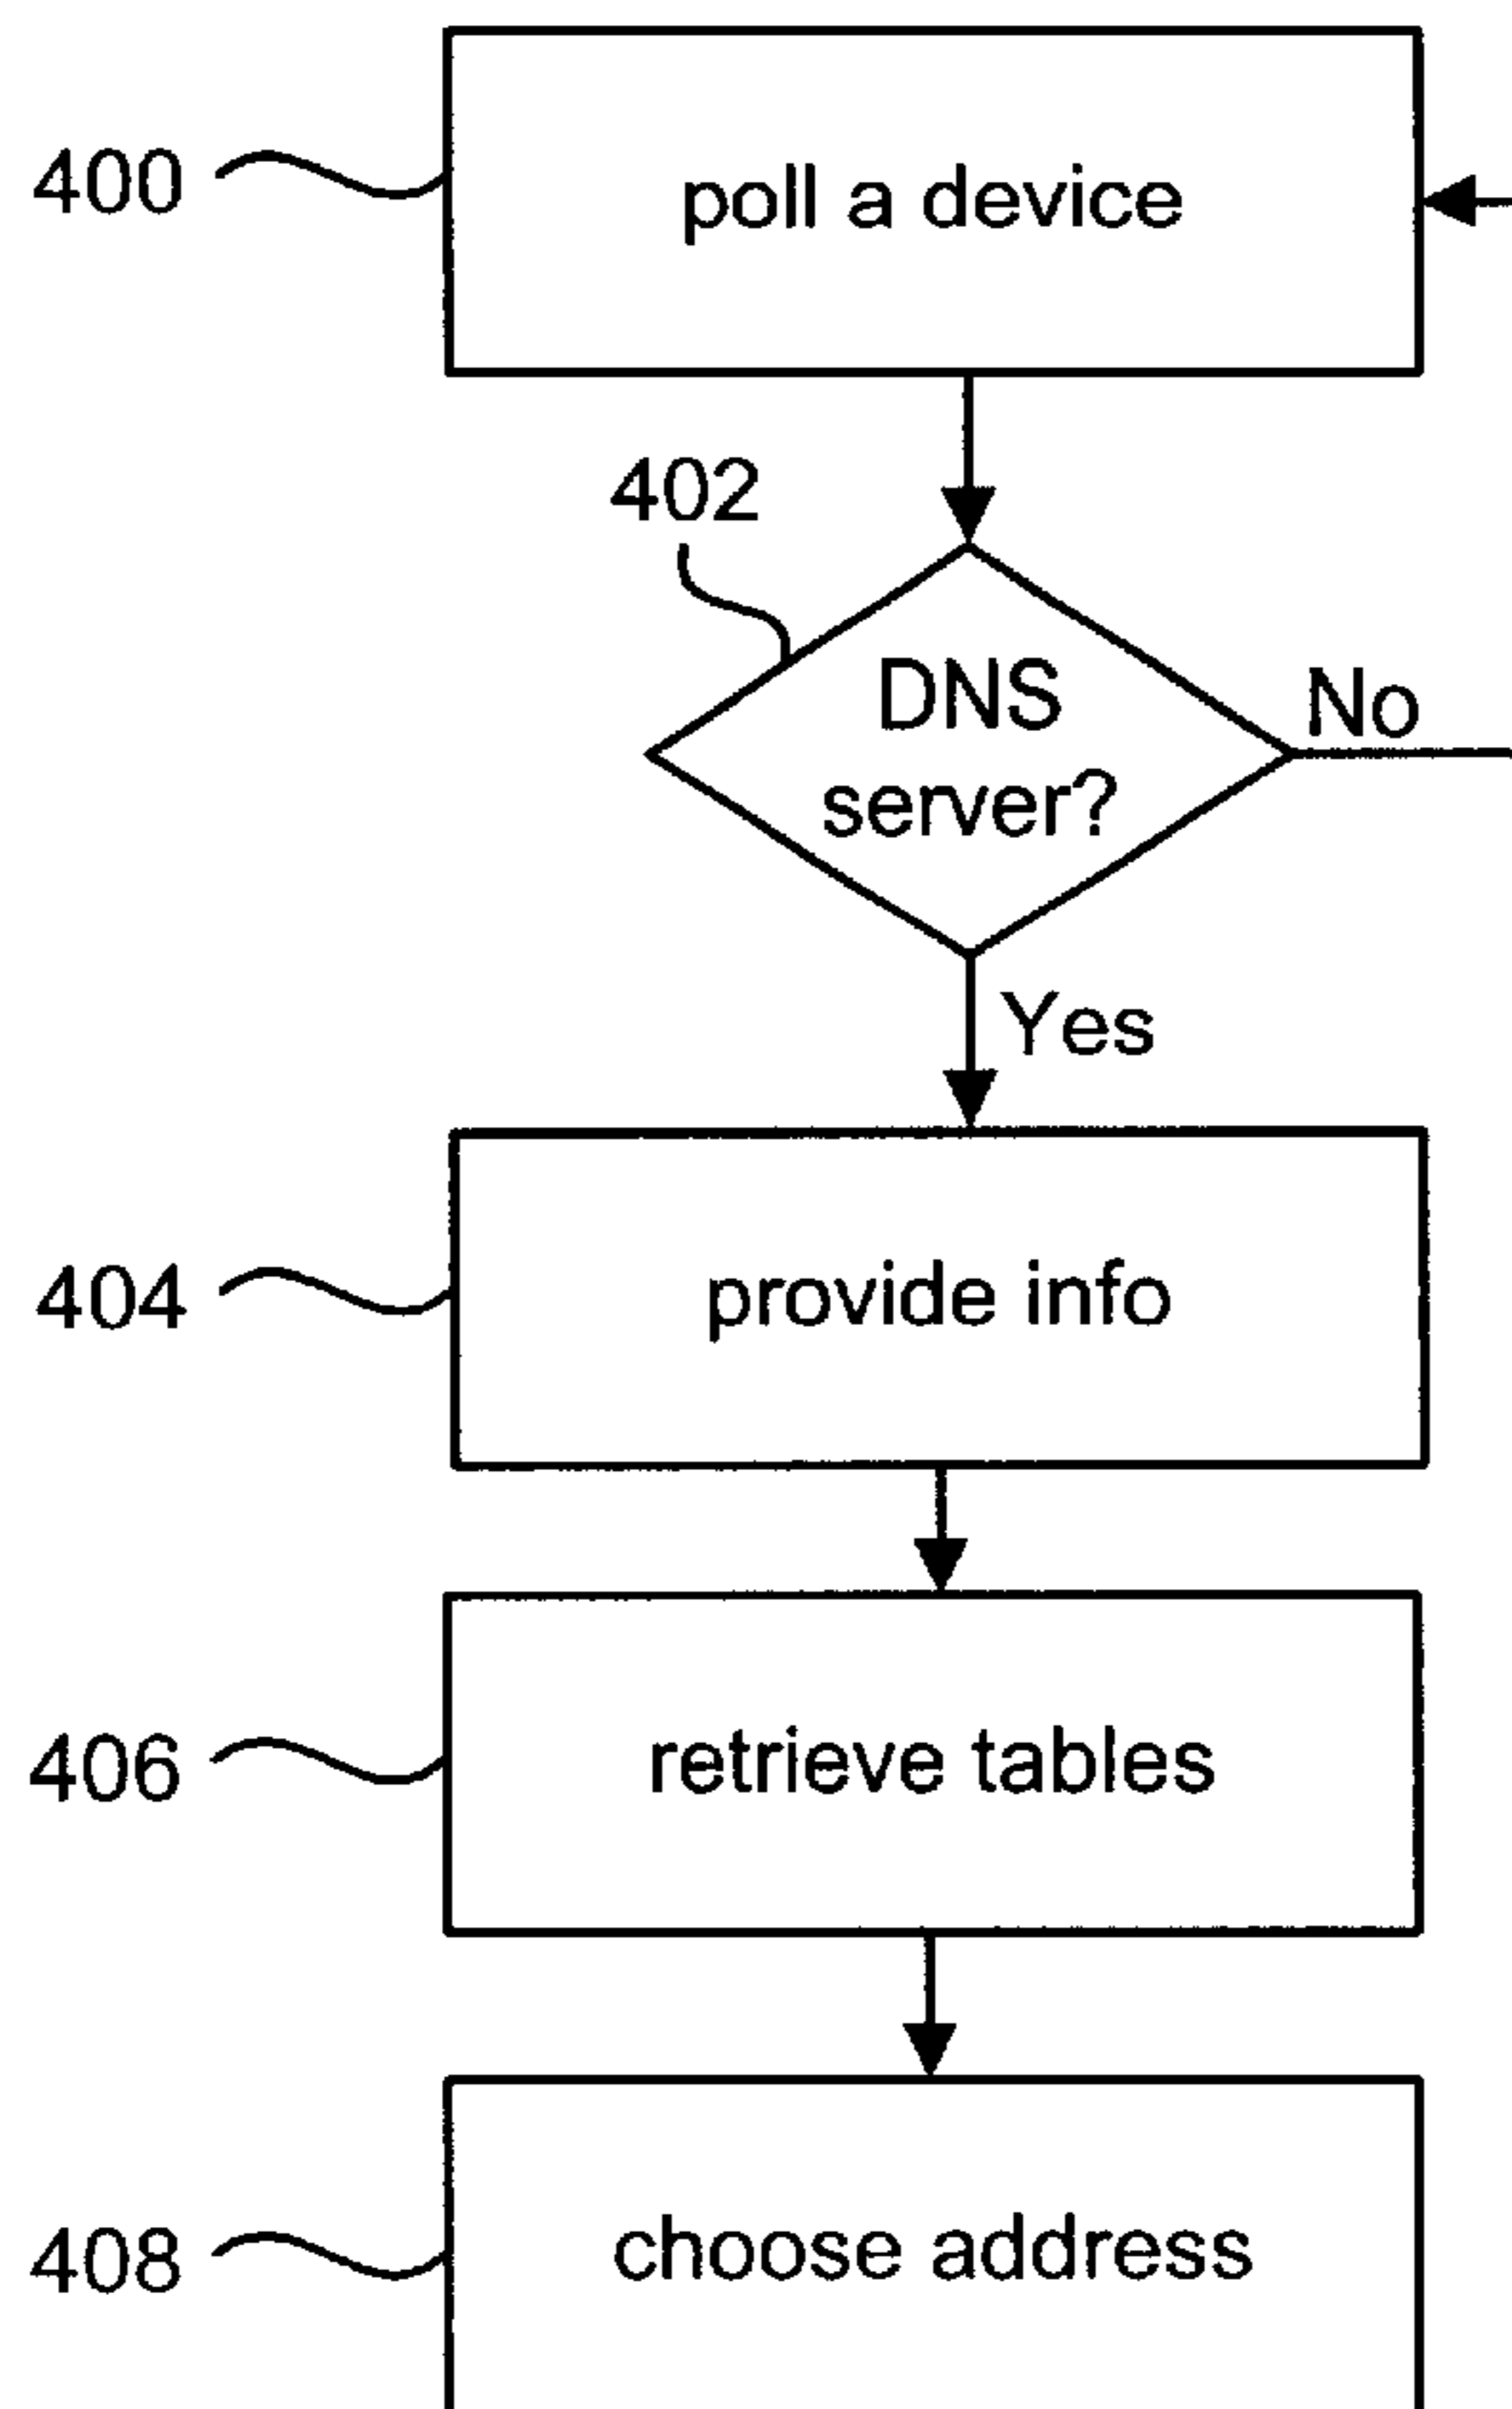 400
poll a device
402
DNS
server?
No
Yes
404
provide info
406
retrieve tables
408
choose address